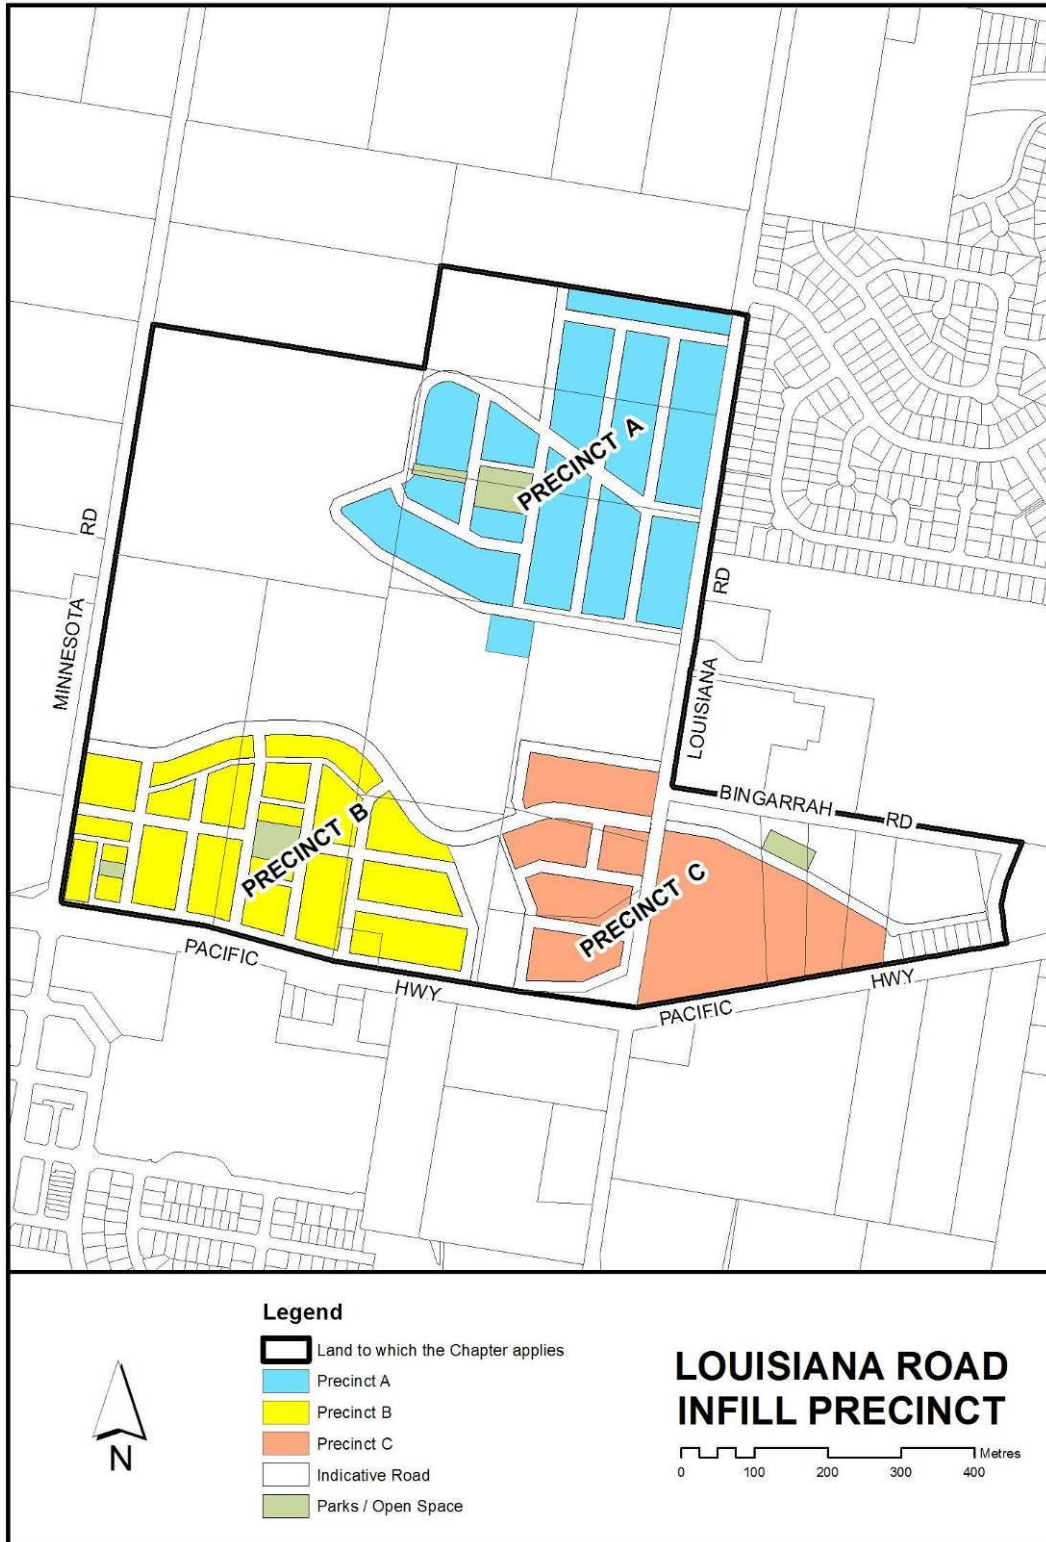 PRECINCT A
RD
RD
MINNESOTA
LOUISIANA
BINGARRAH RD
PRECINCT B
PRECINCT C
PACIFIC HWY
PACIFIC HWY
Legend
Land to which the Chapter applies
Precinct A
Precinct B
Precinct C
Indicative Road
Parks / Open Space
N
LOUISIANA ROAD
INFILL PRECINCT
Metres
0 100 200 300 400